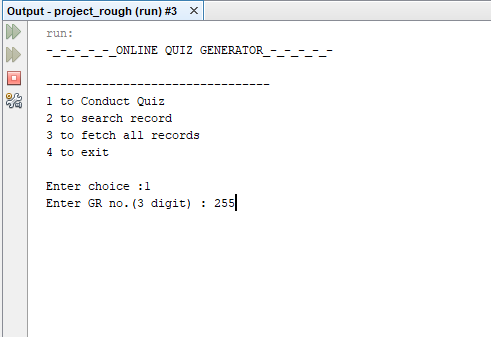 Output - project_rough (run) #3
run:
-_-_-_-_-_ONLINE QUIZ GENERATOR_-_-_-_-_-
--------------------------------
1 to Conduct Quiz
2 to search record
3 to fetch all records
4 to exit
Enter choice :1
Enter GR no.(3 digit) : 255